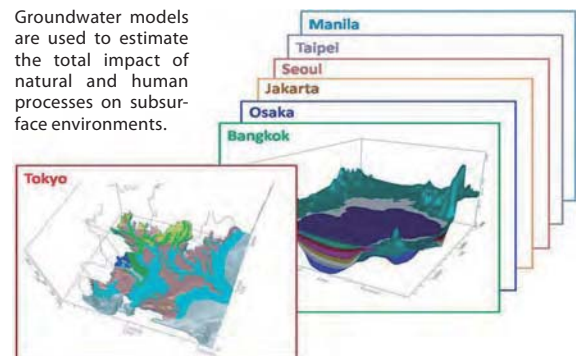 Groundwater models
are used to estimate
the total impact of
natural and human
processes on subsur-
face environments.
Manila
Taipei
Seoul
Jakarta
Osaka
Bangkok
Tokyo